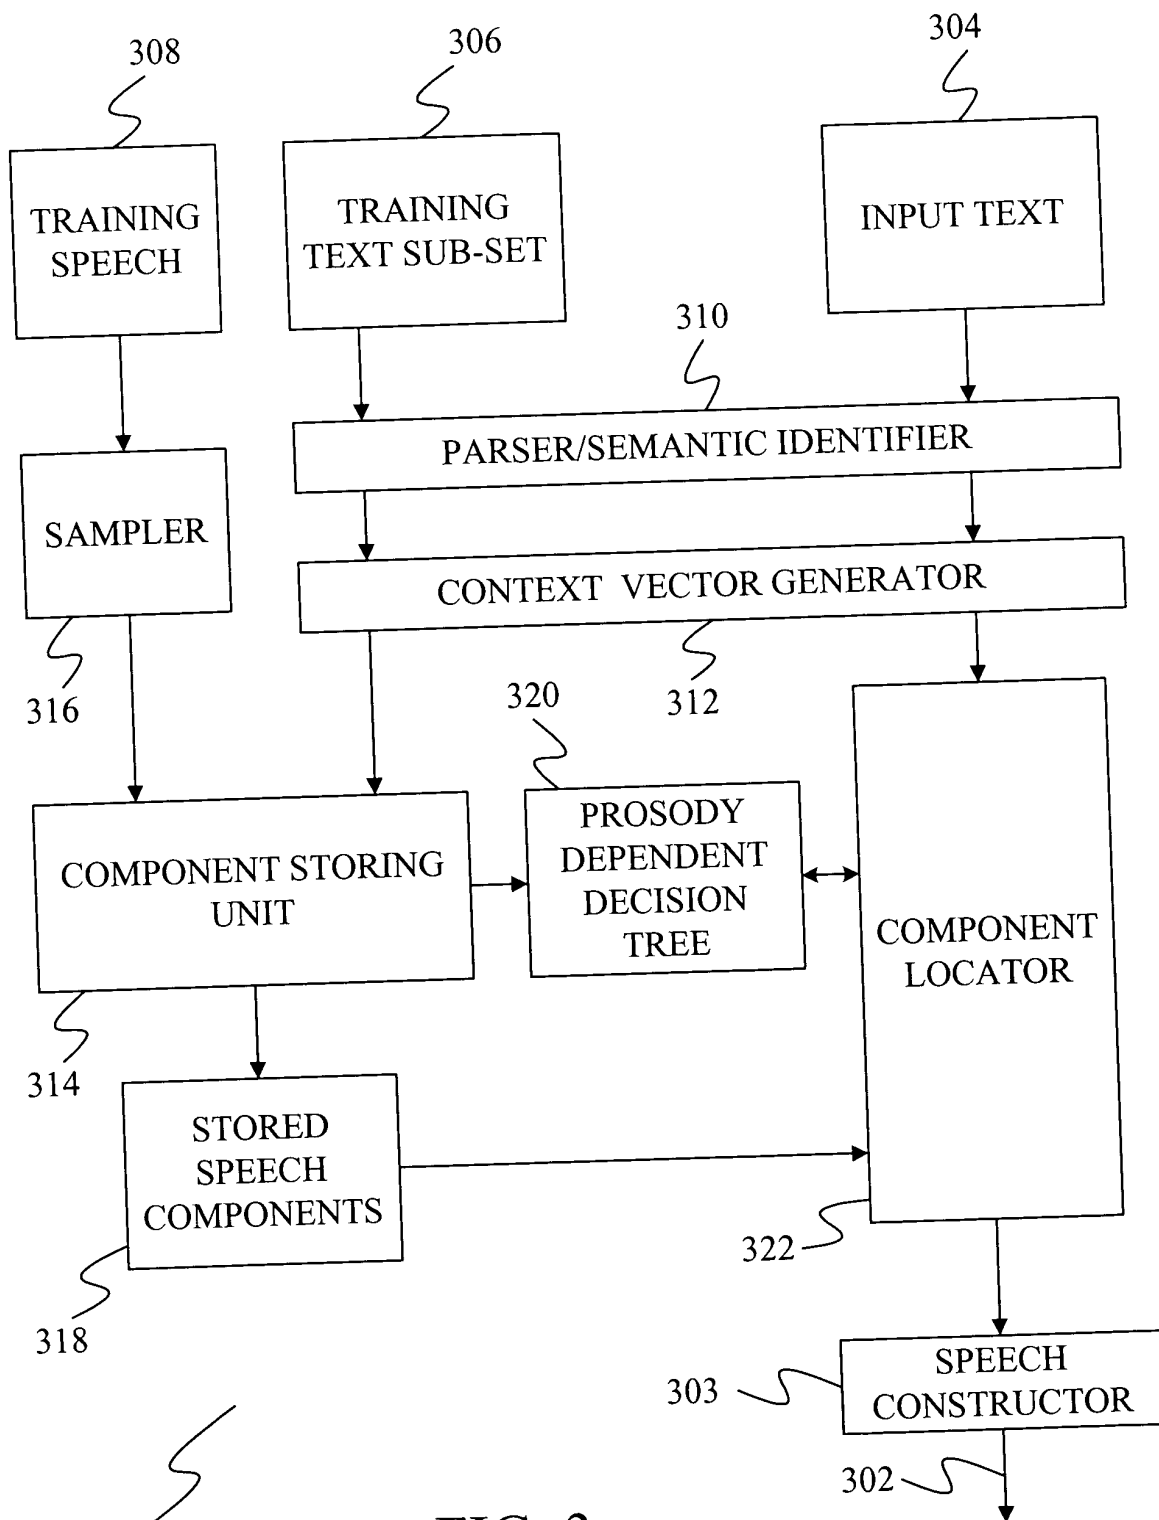 308
306
304
TRAINING
SPEECH
TRAINING
TEXT SUB-SET
INPUT TEXT
310
PARSER/SEMANTIC IDENTIFIER
SAMPLER
CONTEXT VECTOR GENERATOR
316
320
312
COMPONENT STORING
UNIT
PROSODY
DEPENDENT
DECISION
TREE
COMPONENT
LOCATOR
314
STORED
SPEECH
COMPONENTS
322
318
303
SPEECH
CONSTRUCTOR
302